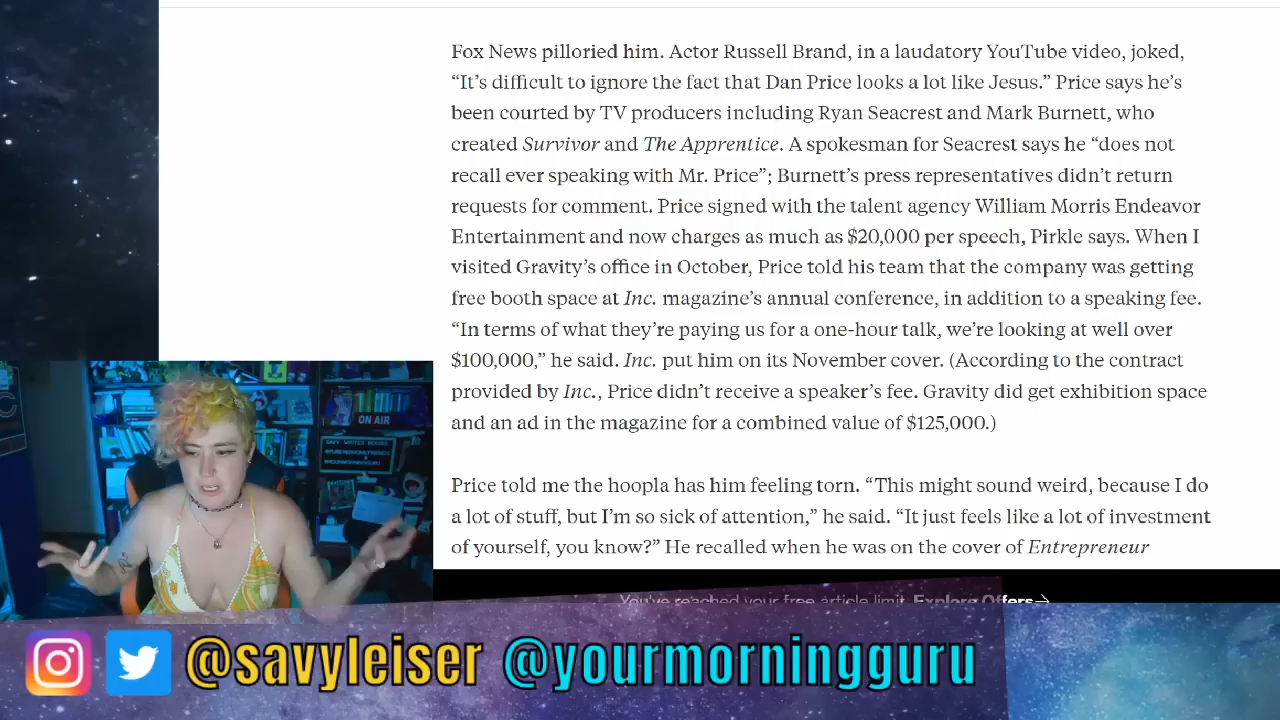 Fox News pilloried him. Actor Russell Brand, in a laudatory YouTube video, joked,
“It’s difficult to ignore the fact that Dan Price looks a lot like Jesus.” Price says he’s
been courted by TV producers including Ryan Seacrest and Mark Burnett, who
created Survivor and The Apprentice. A spokesman for Seacrest says he “does not
recall ever speaking with Mr. Price”; Burnett’s press representatives didn’t return
requests for comment. Price signed with the talent agency William Morris Endeavor
Entertainment and now charges as much as $20,000 per speech, Pirkle says. When I
visited Gravity’s office in October, Price told his team that the company was getting
free booth space at Inc. magazine’s annual conference, in addition to a speaking fee.
“In terms of what they’re paying us for a one-hour talk, we’re looking at well over
$100,000,” he said. Inc. put him on its November cover. (According to the contract
provided by Inc., Price didn’t receive a speaker’s fee. Gravity did get exhibition space
and an ad in the magazine for a combined value of $125,000.)
Price told me the hoopla has him feeling torn. “This might sound weird, because I do
a lot of stuff, but I’m so sick of attention,” he said. “It just feels like a lot of investment
of yourself, you know?” He recalled when he was on the cover of Entrepreneur
You've reached your free article limit. Explore Offers→
ON AIR
SAVY WRITES BOOKS
@YOURMORNINGGURU
@savyleiser @yourmorningguru